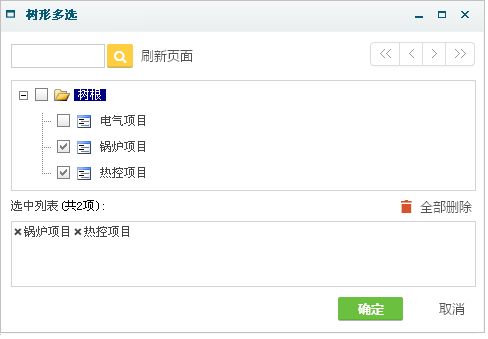 树形多选
刷新页面
树根
电气项目
锅炉项目
热控项目
选中列表(共2项):
全部删除
锅炉项目 热控项目
确定
取消